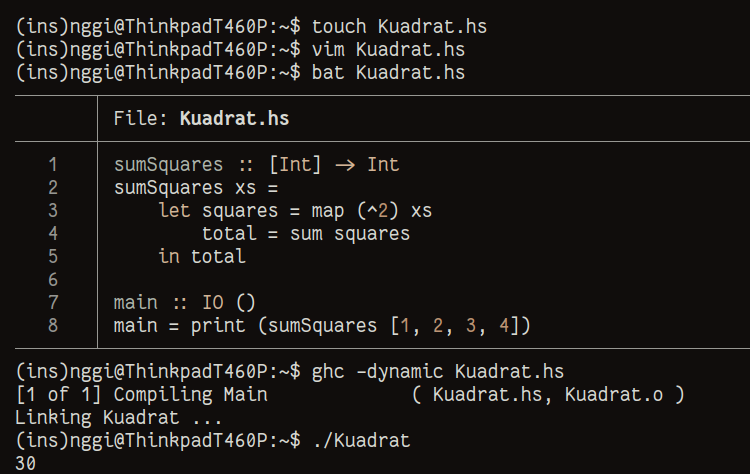 (ins)nggi@ThinkpadT460P:~$ touch Kuadrat.hs
(ins)nggi@ThinkpadT460P:~$ vim Kuadrat.hs
(ins)nggi@ThinkpadT460P:~$ bat Kuadrat.hs
File: Kuadrat.hs
1 sumSquares :: [Int] -> Int
2 sumSquares xs =
3     let squares = map (^2) xs
4         total = sum squares
5     in total
6
7 main :: IO ()
8 main = print (sumSquares [1, 2, 3, 4])
(ins)nggi@ThinkpadT460P:~$ ghc -dynamic Kuadrat.hs
[1 of 1] Compiling Main             ( Kuadrat.hs, Kuadrat.o )
Linking Kuadrat ...
(ins)nggi@ThinkpadT460P:~$ ./Kuadrat
30